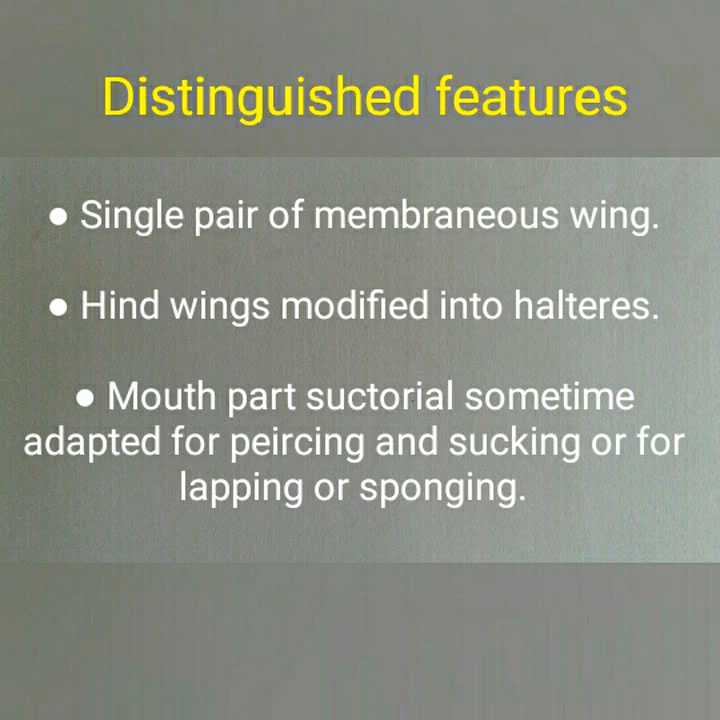 Distinguished features
● Single pair of membraneous wing.
● Hind wings modified into halteres.
● Mouth part suctorial sometime
adapted for peircing and sucking or for
lapping or sponging.